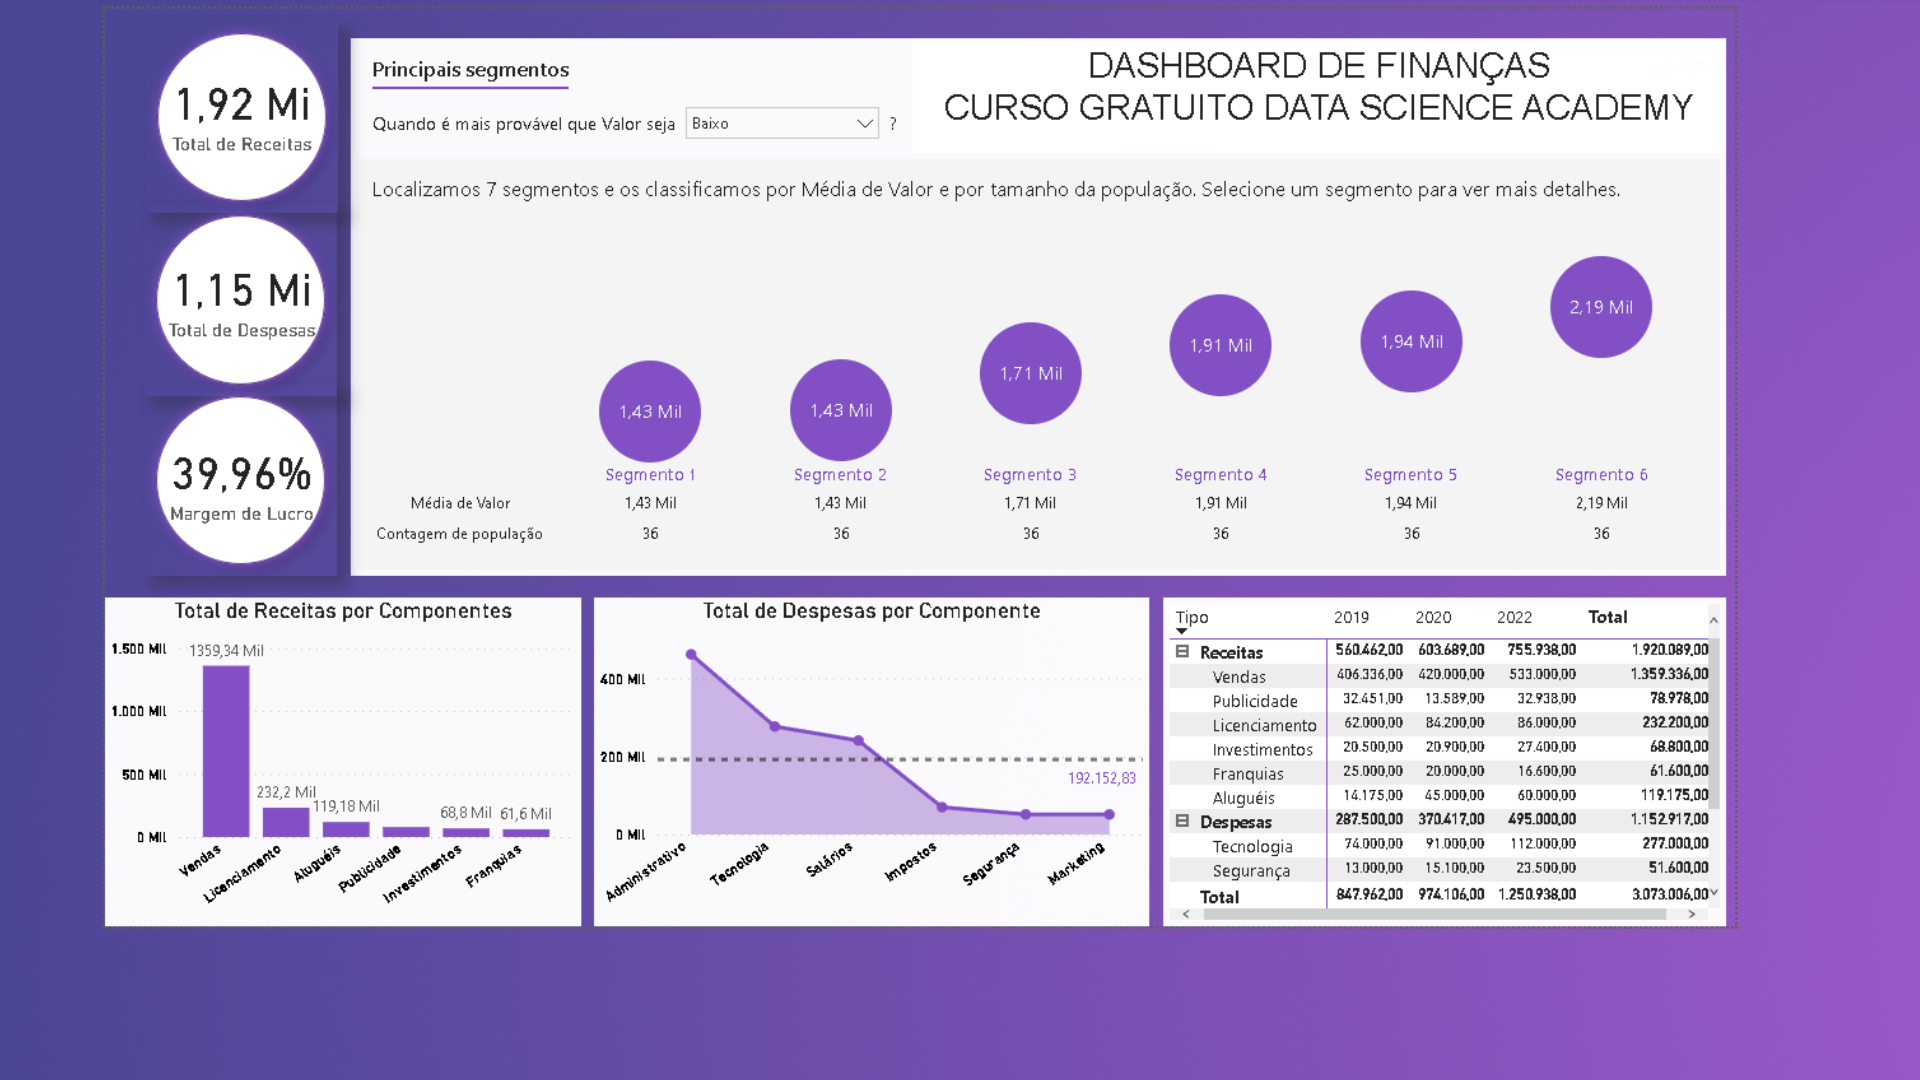 1,92 Mi
Total de Receitas
1,15 Mi
Total de Despesas
39,96%
Margem de Lucro
Principais segmentos
Quando é mais provável que Valor seja Baixo ?
DASHBOARD DE FINANÇAS
CURSO GRATUITO DATA SCIENCE ACADEMY
Localizamos 7 segmentos e os classificamos por Média de Valor e por tamanho da população. Selecione um segmento para ver mais detalhes.
1,43 Mil 1,43 Mil 1,71 Mil 1,91 Mil 1,94 Mil 2,19 Mil
Segmento 1 Segmento 2 Segmento 3 Segmento 4 Segmento 5 Segmento 6
Média de Valor 1,43 Mil 1,43 Mil 1,71 Mil 1,91 Mil 1,94 Mil 2,19 Mil
Contagem de população 36 36 36 36 36 36
Total de Receitas por Componentes
1.500 MIL
1.000 MIL
500 MIL
0 MIL
1359,34 Mil
232,2 Mil
119,18 Mil
68,8 Mil
61,6 Mil
Vendas
Licenciamento
Aluguéis
Publicidade
Investimentos
Franquias
Total de Despesas por Componente
400 MIL
200 MIL
0 MIL
192.152,83
Administrativo
Tecnologia
Salários
Impostos
Segurança
Marketing
Tipo 2019 2020 2022 Total
Receitas 560.462,00 603.689,00 755.938,00 1.920.089,00
Vendas 406.336,00 420.000,00 533.000,00 1.359.336,00
Publicidade 32.451,00 13.589,00 32.938,00 78.978,00
Licenciamento 62.000,00 84.200,00 86.000,00 232.200,00
Investimentos 20.500,00 20.900,00 27.400,00 68.800,00
Franquias 25.000,00 20.000,00 16.600,00 61.600,00
Aluguéis 14.175,00 45.000,00 60.000,00 119.175,00
Despesas 287.500,00 370.417,00 495.000,00 1.152.917,00
Tecnologia 74.000,00 91.000,00 112.000,00 277.000,00
Segurança 13.000,00 15.100,00 23.500,00 51.600,00
Total 847.962,00 974.106,00 1.250.938,00 3.073.006,00